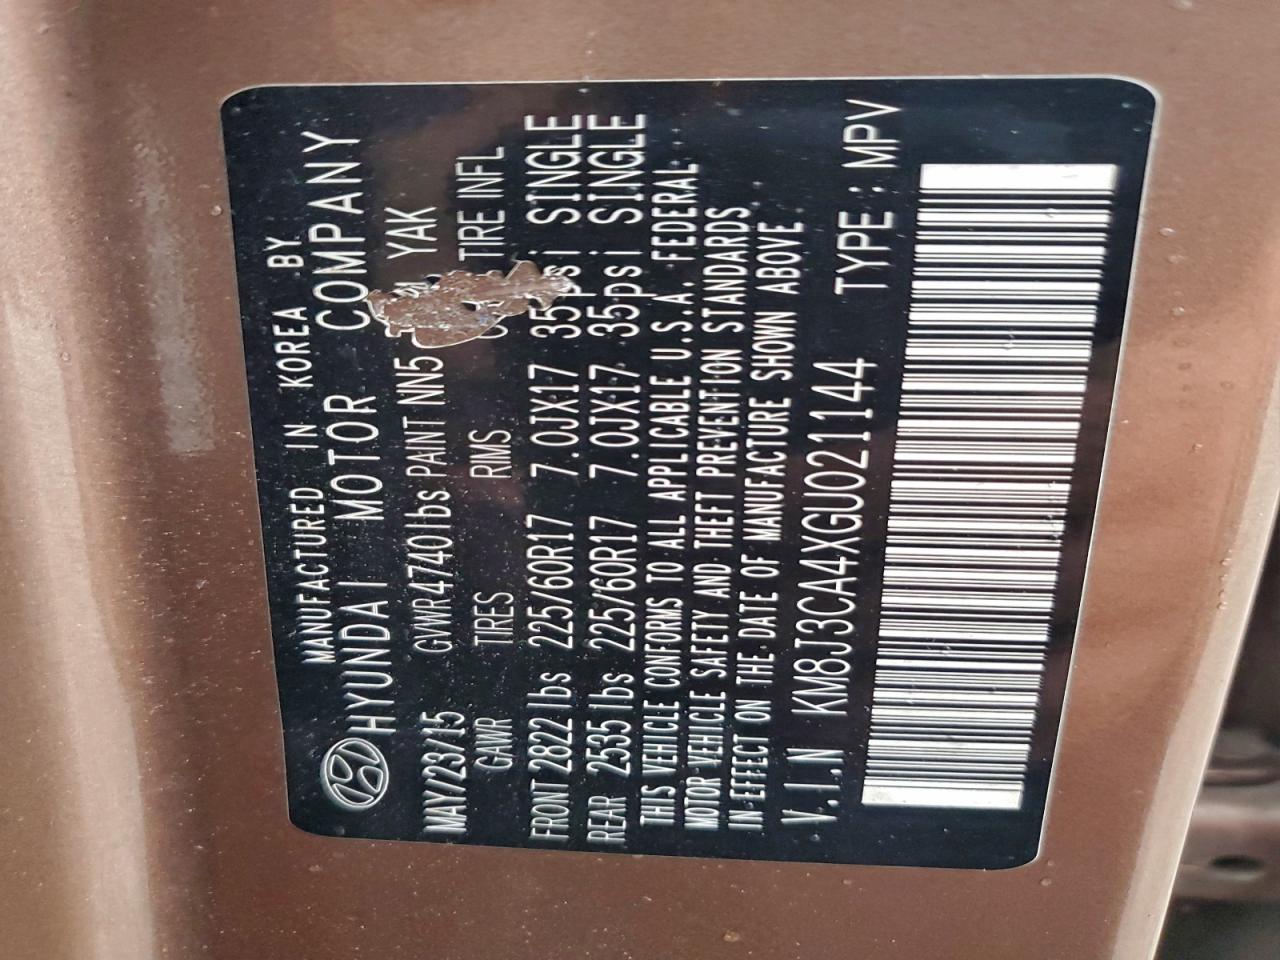 MANUFACTURED IN KOREA BY
HYUNDAI MOTOR COMPANY
MAY/23/15 GVWR 4740lbs PAINT NN5 YAK
GAWR TIRES RIMS TIRE INFL
FRONT 2822 lbs 225/60R17 7.0JX17 35psi SINGLE
REAR 2535 lbs 225/60R17 7.0JX17 35psi SINGLE
THIS VEHICLE CONFORMS TO ALL APPLICABLE U.S.A. FEDERAL
MOTOR VEHICLE SAFETY AND THEFT PREVENTION STANDARDS
IN EFFECT ON THE DATE OF MANUFACTURE SHOWN ABOVE.
V.I.N KM8J3CA4XGU021144 TYPE : MPV